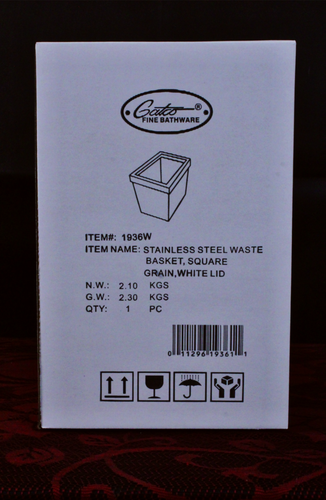 Gatco®
FINE BATHWARE
ITEM#: 1936W
ITEM NAME: STAINLESS STEEL WASTE
BASKET, SQUARE
GRAIN,WHITE LID
N.W.: 2.10 KGS
G.W.: 2.30 KGS
QTY: 1 PC
0 11296 19361 1